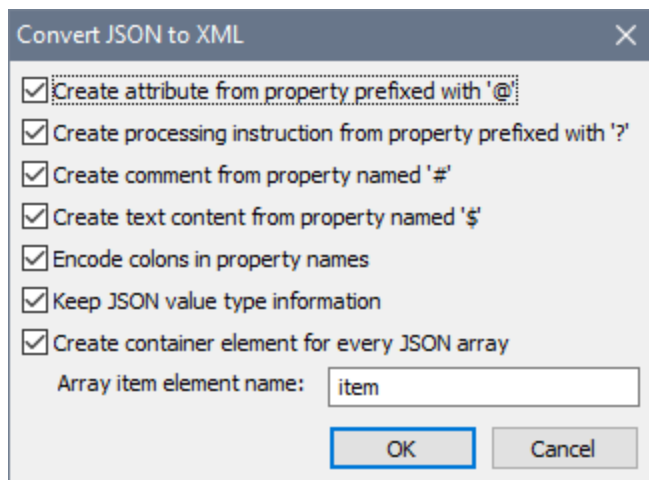 Convert JSON to XML
Create attribute from property prefixed with '@'
Create processing instruction from property prefixed with '?'
Create comment from property named '#'
Create text content from property named '$'
Encode colons in property names
Keep JSON value type information
Create container element for every JSON array
Array item element name: item
OK Cancel